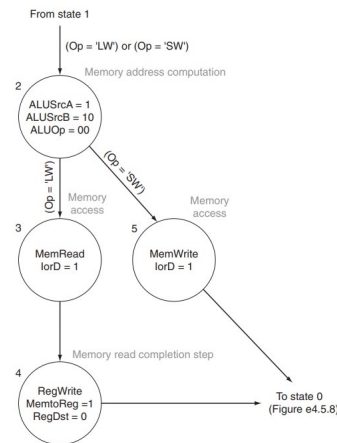 From state 1
(Op = 'LW') or (Op = 'SW')
Memory address computation
2
ALUSrcA = 1
ALUSrcB = 10
ALUOp = 00
(Op = 'LW')
(Op = 'SW')
Memory
access
Memory
access
3
MemRead
IorD = 1
5
MemWrite
IorD = 1
Memory read completion step
4
RegWrite
MemtoReg =1
RegDst = 0
To state 0
(Figure e4.5.8)